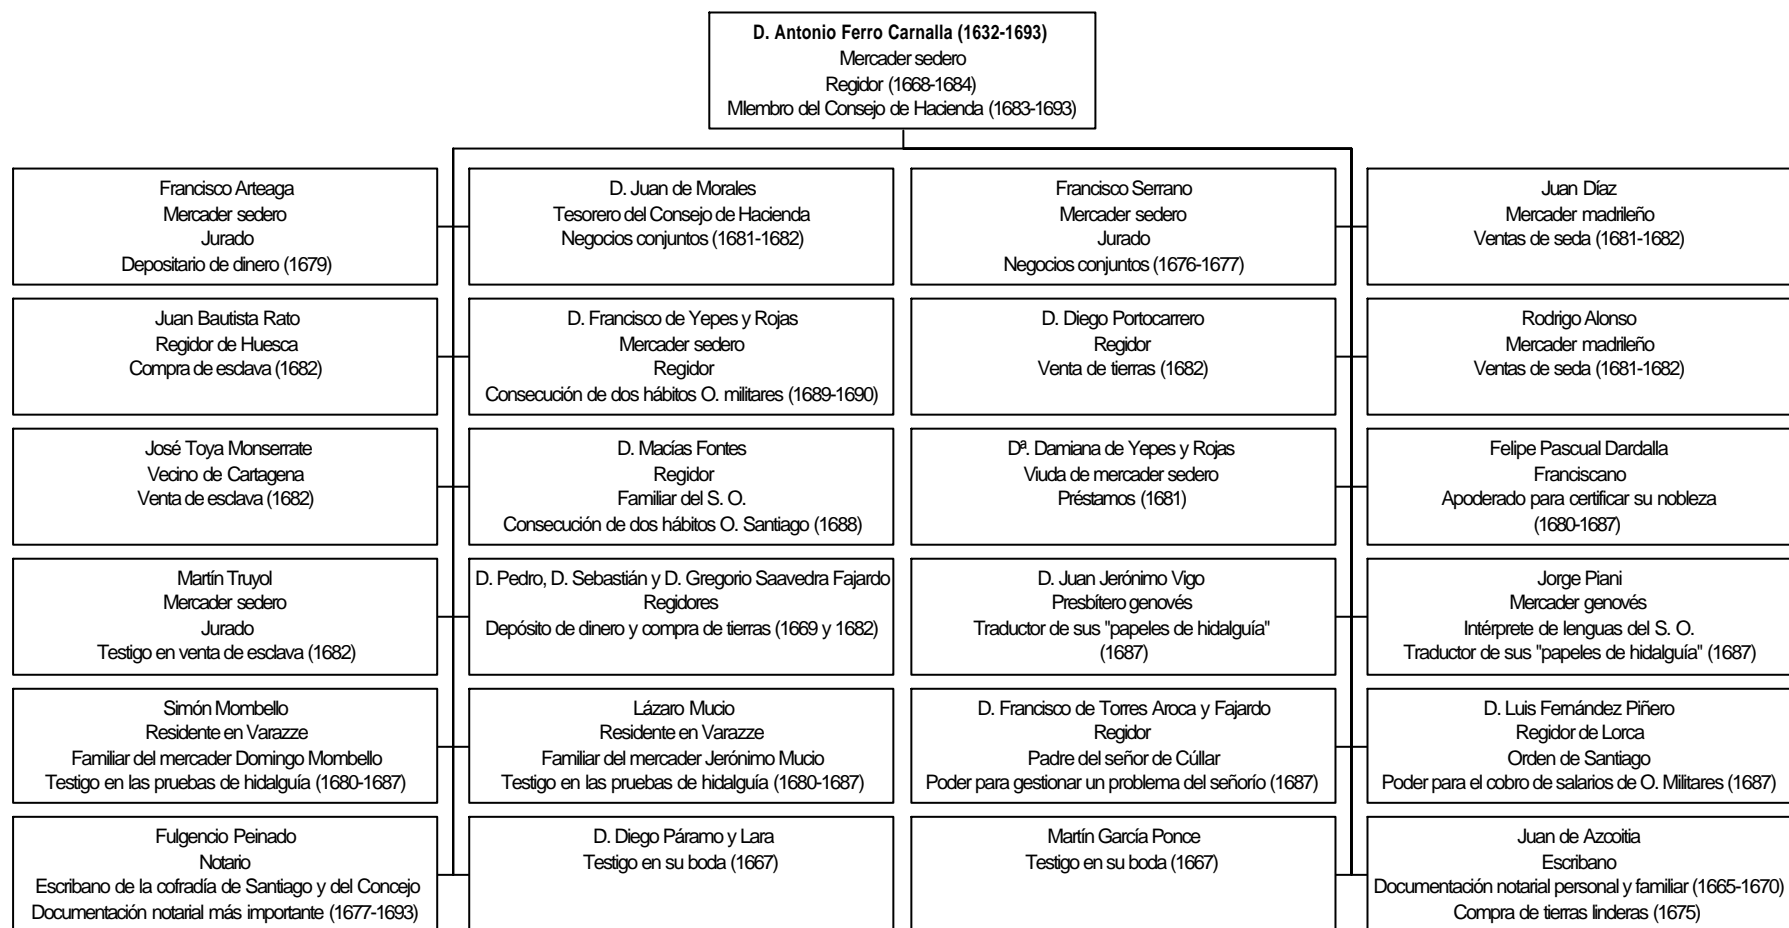 D. Antonio Ferro Carnalla (1632-1693)
Mercader sedero
Regidor (1668-1684)
MIembro del Consejo de Hacienda (1683-1693)
Francisco Arteaga
Mercader sedero
Jurado
Depositario de dinero (1679)
D. Juan de Morales
Tesorero del Consejo de Hacienda
Negocios conjuntos (1681-1682)
Francisco Serrano
Mercader sedero
Jurado
Negocios conjuntos (1676-1677)
Juan Díaz
Mercader madrileño
Ventas de seda (1681-1682)
Juan Bautista Rato
Regidor de Huesca
Compra de esclava (1682)
D. Francisco de Yepes y Rojas
Mercader sedero
Regidor
Consecución de dos hábitos O. militares (1689-1690)
D. Diego Portocarrero
Regidor
Venta de tierras (1682)
Rodrigo Alonso
Mercader madrileño
Ventas de seda (1681-1682)
José Toya Monserrate
Vecino de Cartagena
Venta de esclava (1682)
D. Macías Fontes
Regidor
Familiar del S. O.
Consecución de dos hábitos O. Santiago (1688)
Dª. Damiana de Yepes y Rojas
Viuda de mercader sedero
Préstamos (1681)
Felipe Pascual Dardalla
Franciscano
Apoderado para certificar su nobleza
(1680-1687)
Martín Truyol
Mercader sedero
Jurado
Testigo en venta de esclava (1682)
D. Pedro, D. Sebastián y D. Gregorio Saavedra Fajardo
Regidores
Depósito de dinero y compra de tierras (1669 y 1682)
D. Juan Jerónimo Vigo
Presbítero genovés
Traductor de sus "papeles de hidalguía"
(1687)
Jorge Piani
Mercader genovés
Intérprete de lenguas del S. O.
Traductor de sus "papeles de hidalguía" (1687)
Simón Mombello
Residente en Varazze
Familiar del mercader Domingo Mombello
Testigo en las pruebas de hidalguía (1680-1687)
Lázaro Mucio
Residente en Varazze
Familiar del mercader Jerónimo Mucio
Testigo en las pruebas de hidalguía (1680-1687)
D. Francisco de Torres Aroca y Fajardo
Regidor
Padre del señor de Cúllar
Poder para gestionar un problema del señorío (1687)
D. Luis Fernández Piñero
Regidor de Lorca
Orden de Santiago
Poder para el cobro de salarios de O. Militares (1687)
Fulgencio Peinado
Notario
Escribano de la cofradía de Santiago y del Concejo
Documentación notarial más importante (1677-1693)
D. Diego Páramo y Lara
Testigo en su boda (1667)
Martín García Ponce
Testigo en su boda (1667)
Juan de Azcoitia
Escribano
Documentación notarial personal y familiar (1665-1670)
Compra de tierras linderas (1675)